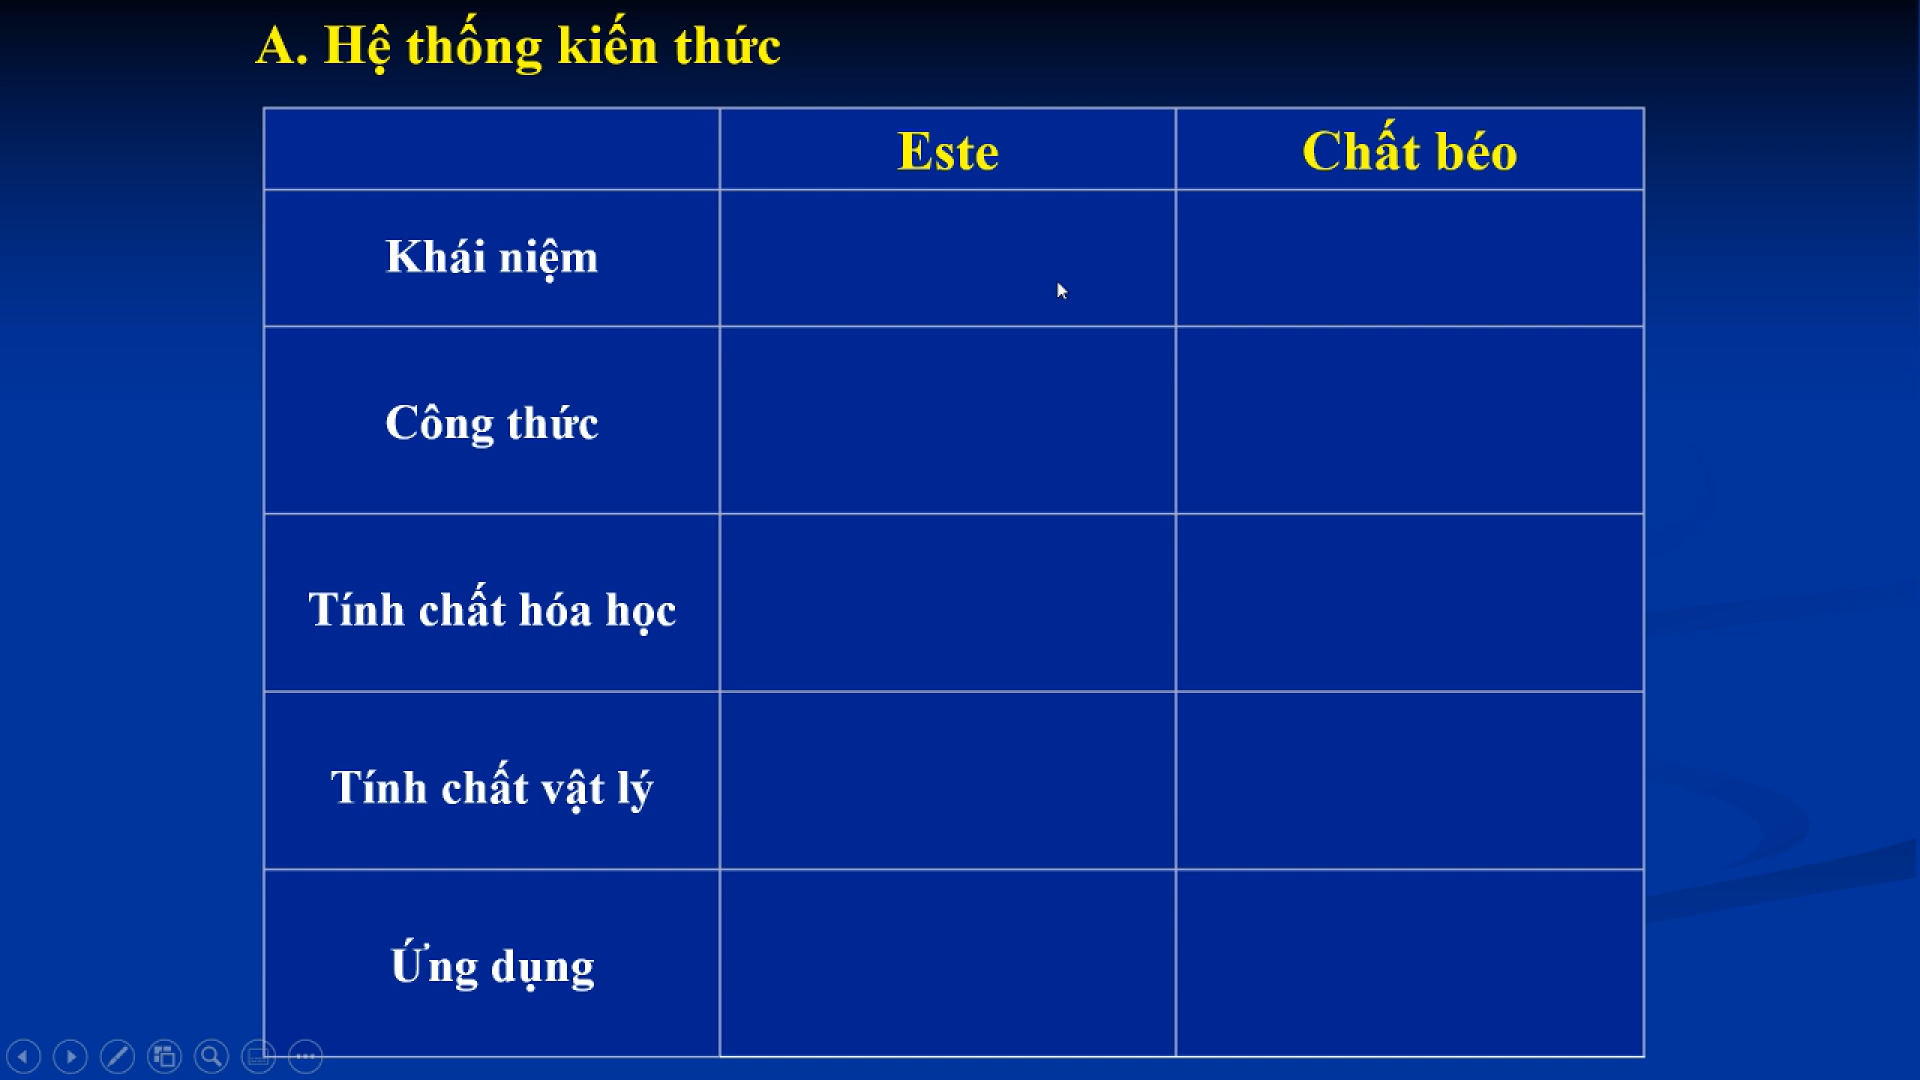 A. Hệ thống kiến thức
Este
Chất béo
Khái niệm
Công thức
Tính chất hóa học
Tính chất vật lý
Ứng dụng